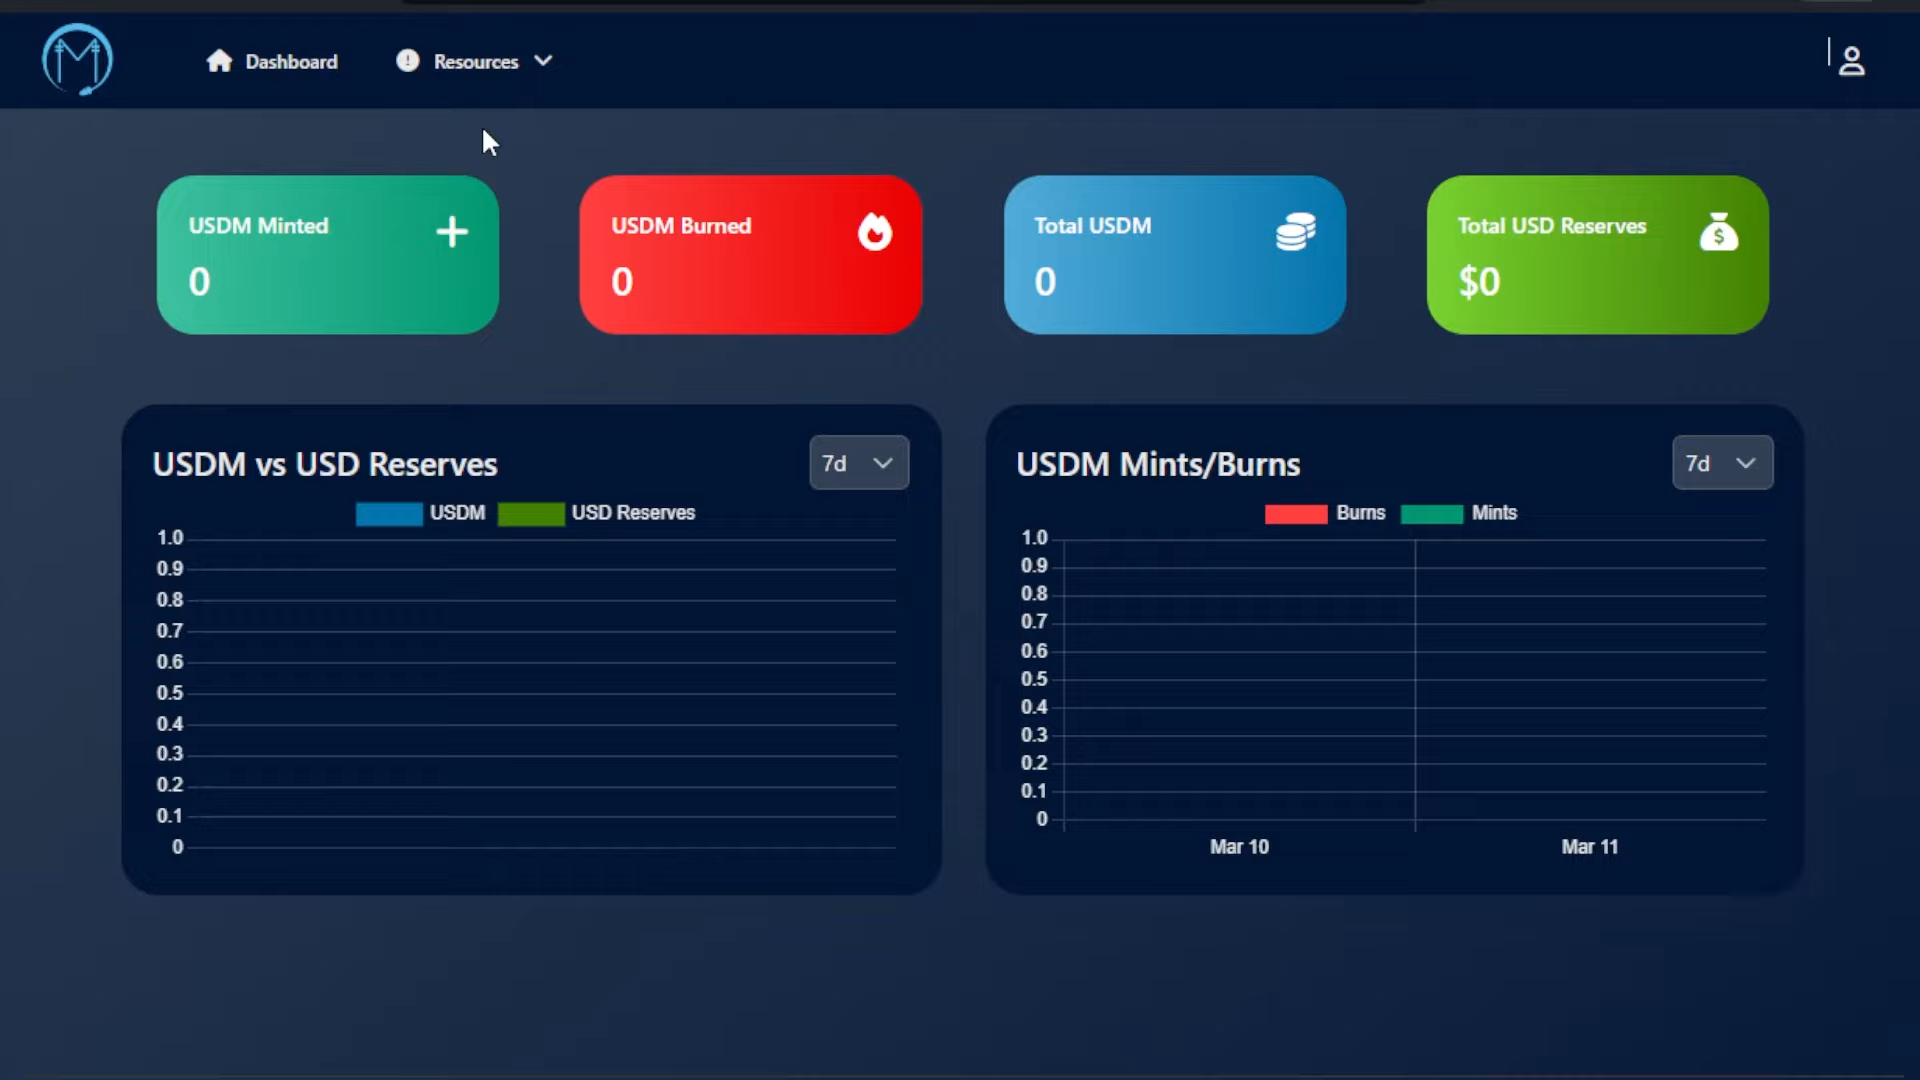 Dashboard
Resources
USDM Minted
0
USDM Burned
0
Total USDM
0
Total USD Reserves
$0
USDM vs USD Reserves
7d
USDM
USD Reserves
1.0
0.9
0.8
0.7
0.6
0.5
0.4
0.3
0.2
0.1
0
USDM Mints/Burns
7d
Burns
Mints
1.0
0.9
0.8
0.7
0.6
0.5
0.4
0.3
0.2
0.1
0
Mar 10
Mar 11